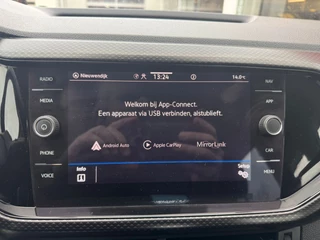 RADIO
MEDIA
PHONE
VOICE
Nieuwendijk 13:24 14.0°C
Welkom bij App-Connect.
Een apparaat via USB verbinden, alstublieft.
Android Auto Apple CarPlay MirrorLink
Info Setup
NAV
APP
CAR
MENU